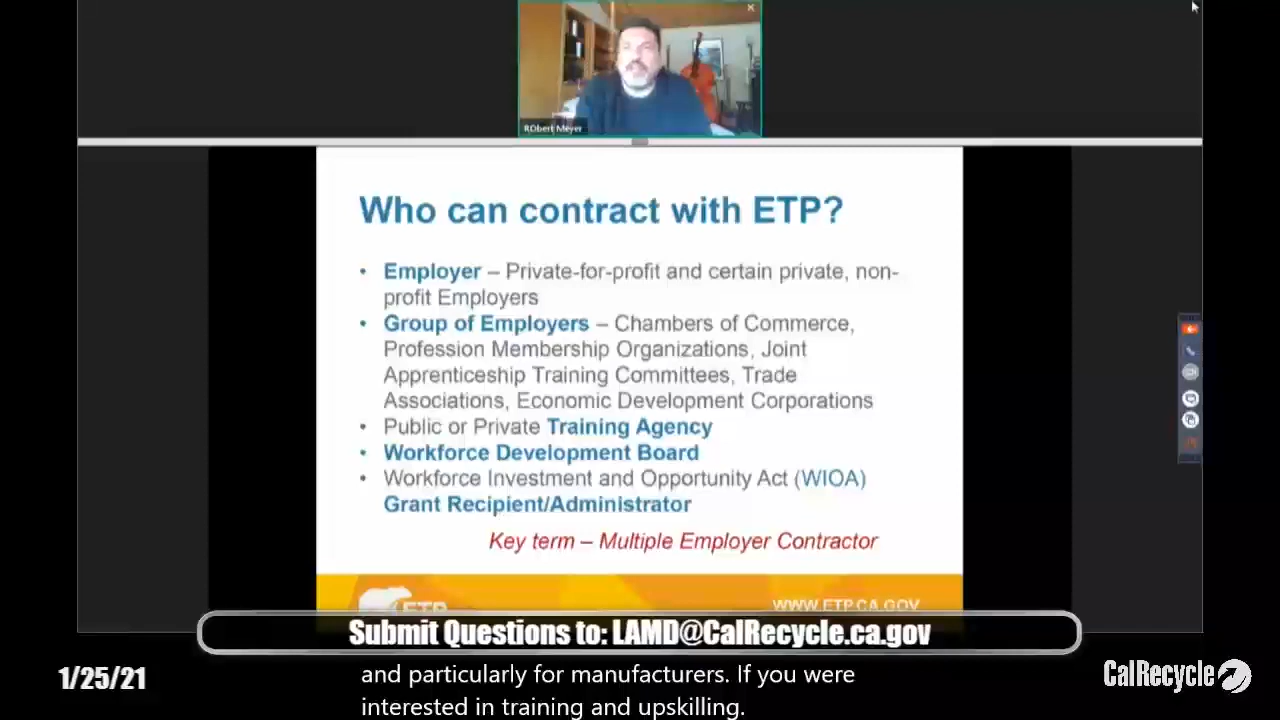 RObert Meyer
Who can contract with ETP?
• Employer – Private-for-profit and certain private, non-
profit Employers
• Group of Employers – Chambers of Commerce,
Profession Membership Organizations, Joint
Apprenticeship Training Committees, Trade
Associations, Economic Development Corporations
• Public or Private Training Agency
• Workforce Development Board
• Workforce Investment and Opportunity Act (WIOA)
Grant Recipient/Administrator
Key term – Multiple Employer Contractor
ETP
WWW.ETP.CA.GOV
Submit Questions to: LAMD@CalRecycle.ca.gov
1/25/21
and particularly for manufacturers. If you were
interested in training and upskilling.
CalRecycle